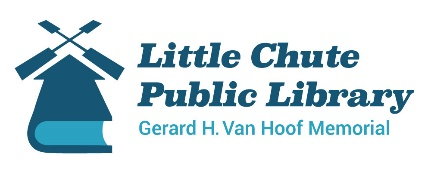 Little Chute
Public Library
Gerard H. Van Hoof Memorial